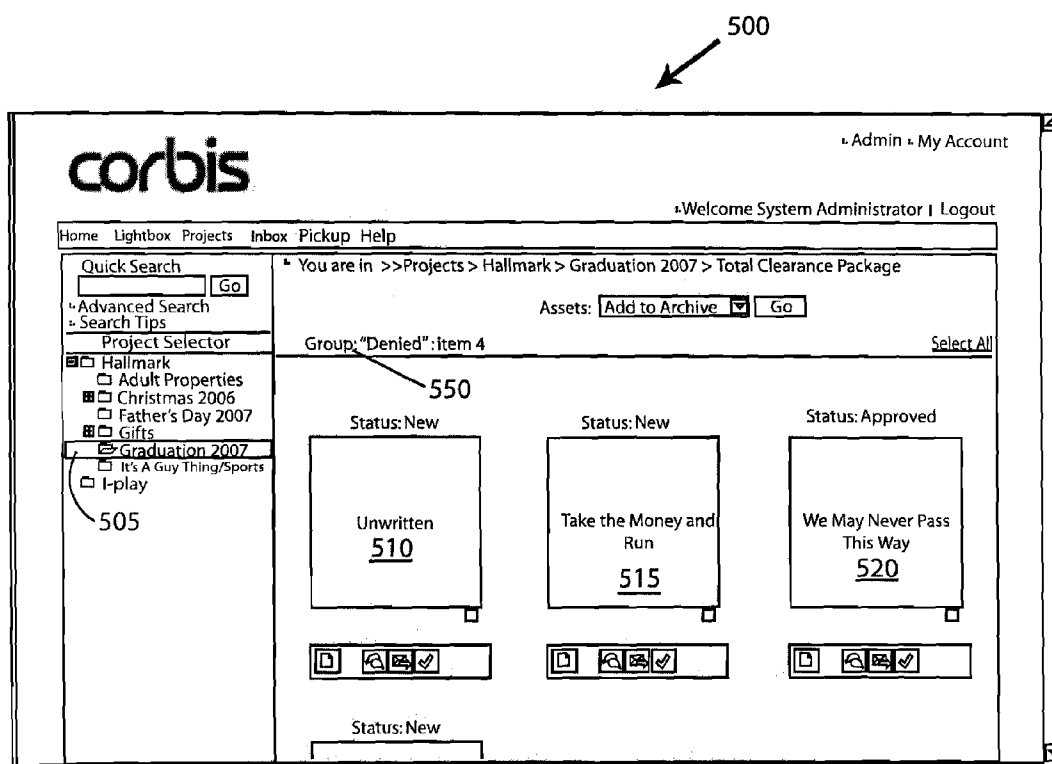 500
corbis
Admin My Account
Welcome System Administrator | Logout
Home Lightbox Projects Inbox Pickup Help
Quick Search
Go
Advanced Search
Search Tips
Project Selector
Hallmark
Adult Properties
Christmas 2006
Father's Day 2007
Gifts
Graduation 2007
It's A Guy Thing/Sports
I-play
505
You are in >>Projects > Hallmark > Graduation 2007 > Total Clearance Package
Assets: Add to Archive Go
Group: "Denied" : item 4 Select All
550
Status: New Status: New Status: Approved
Unwritten
510
Take the Money and
Run
515
We May Never Pass
This Way
520
Status: New